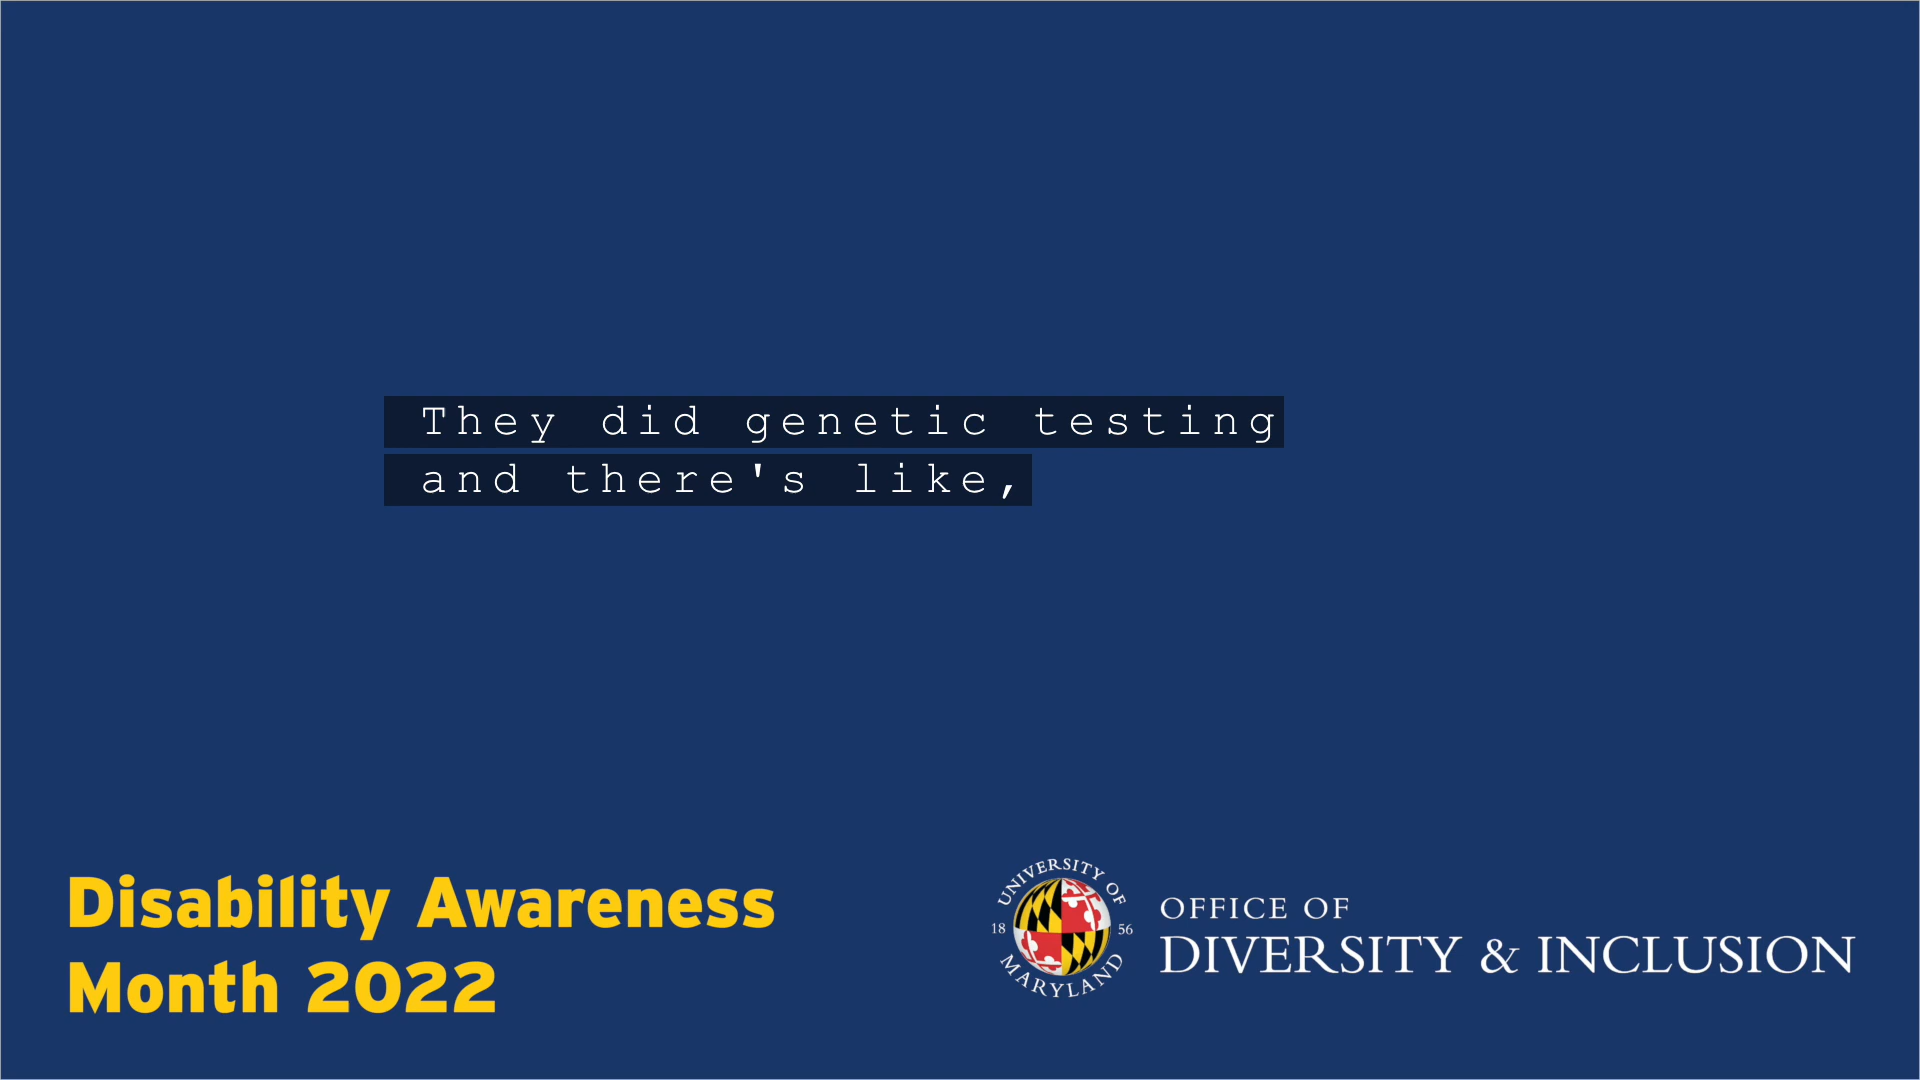 They did genetic testing
and there's like,
Disability Awareness
Month 2022
UNIVERSITY OF
18 56
MARYLAND
OFFICE OF
DIVERSITY & INCLUSION